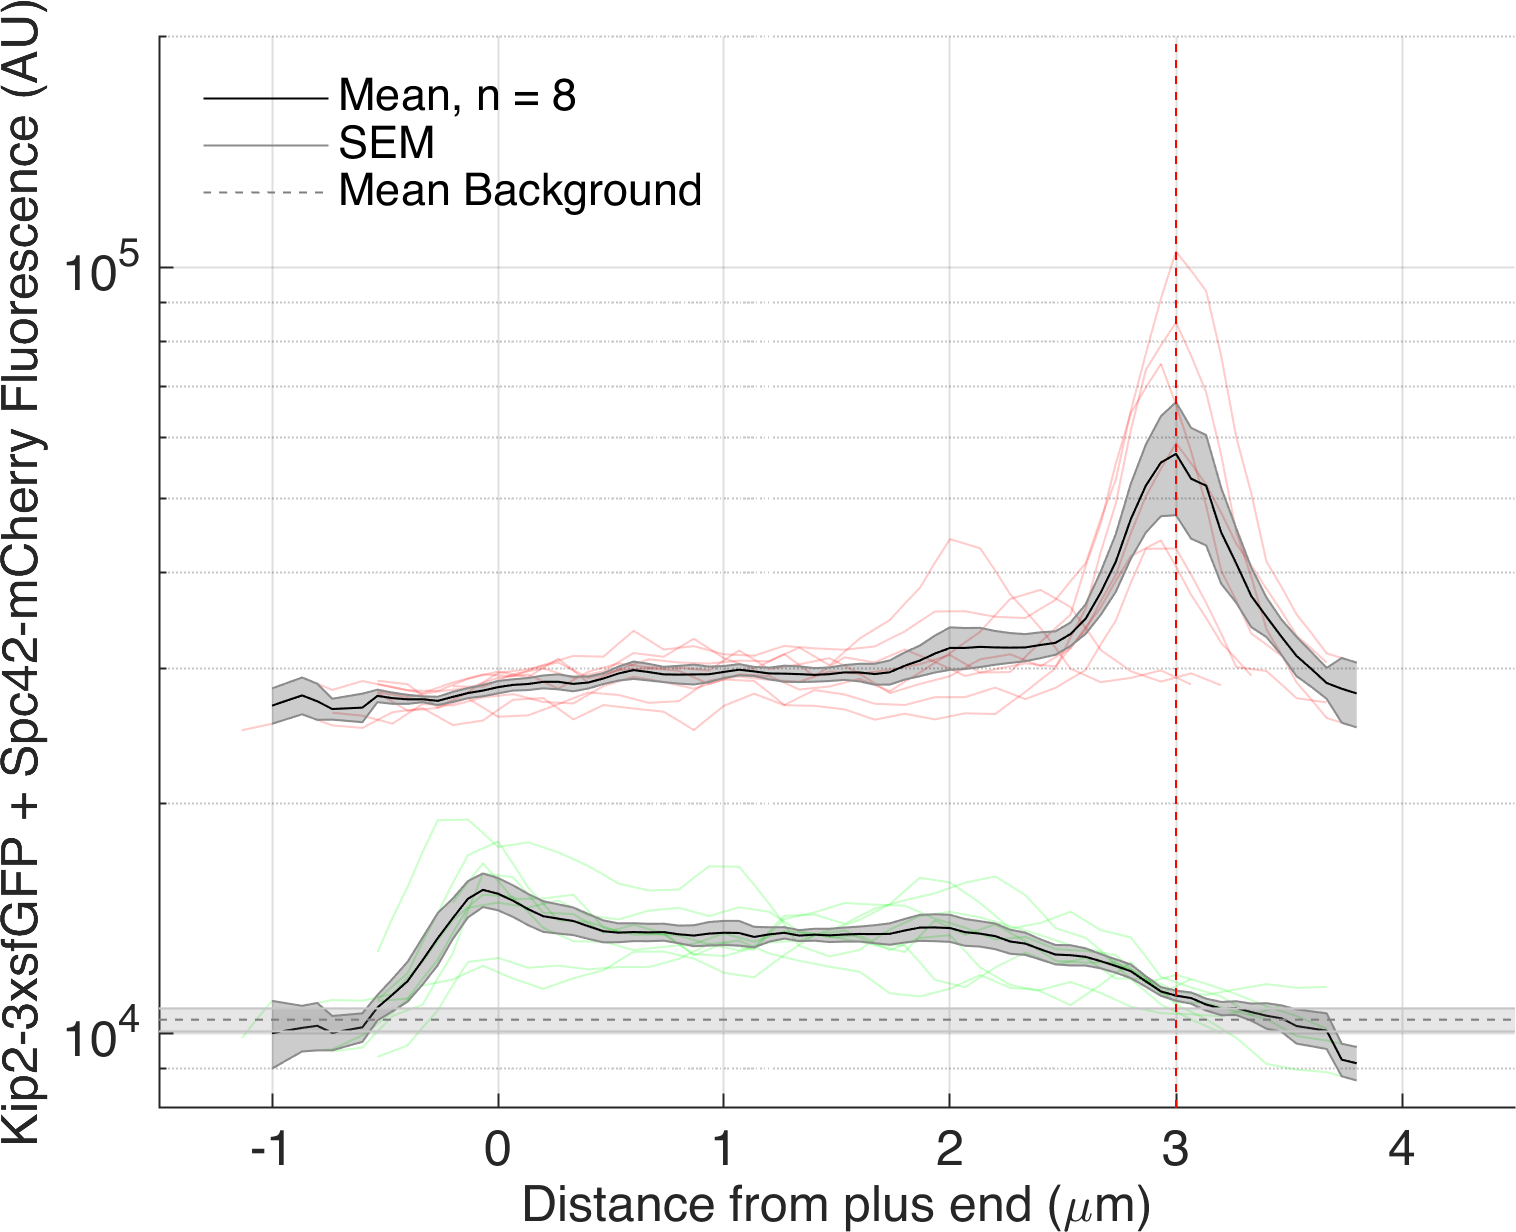 Kip2-3xsfGFP + Spc42-mCherry Fluorescence (AU)
Mean, n = 8
SEM
Mean Background
10^5
10^4
-1 0 1 2 3 4
Distance from plus end (μm)